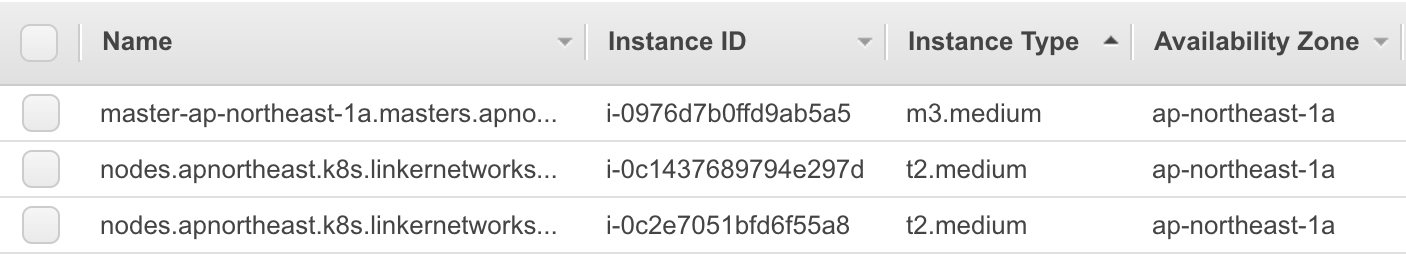 Name Instance ID Instance Type Availability Zone
master-ap-northeast-1a.masters.apno... i-0976d7b0ffd9ab5a5 m3.medium ap-northeast-1a
nodes.apnortheast.k8s.linkernetworks... i-0c1437689794e297d t2.medium ap-northeast-1a
nodes.apnortheast.k8s.linkernetworks... i-0c2e7051bfd6f55a8 t2.medium ap-northeast-1a